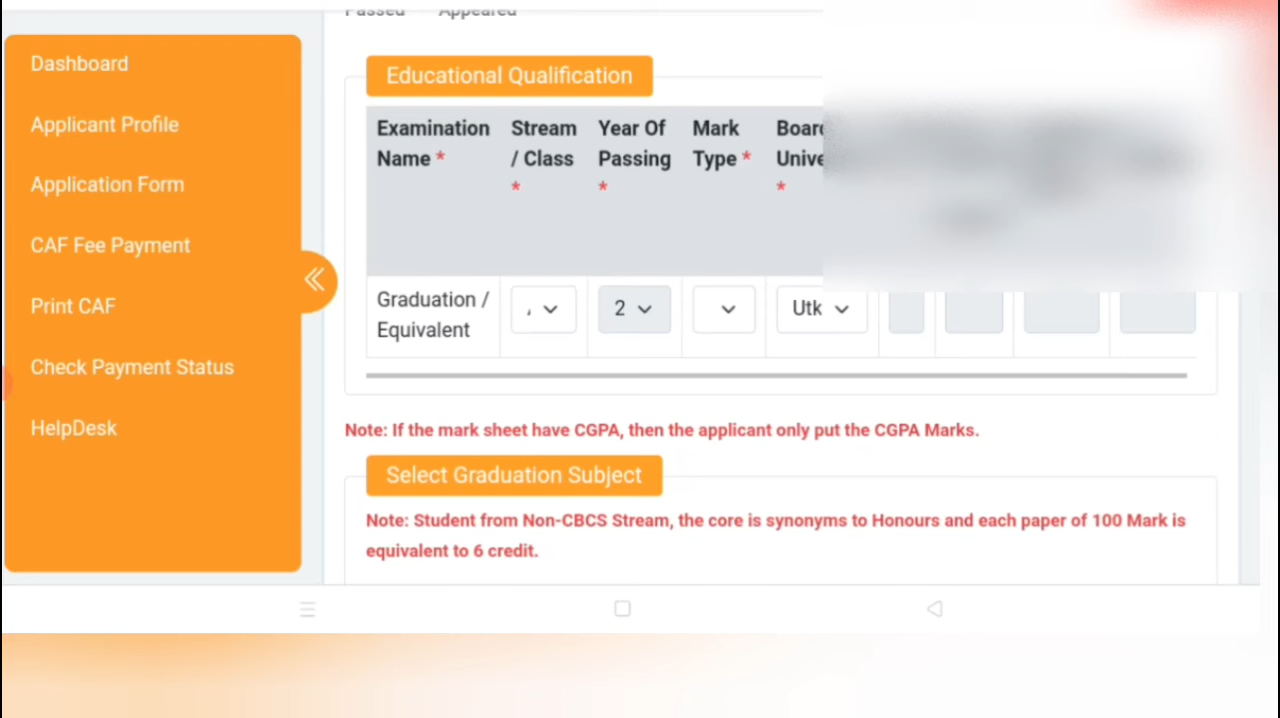 Passed Appeared
Dashboard
Applicant Profile
Application Form
CAF Fee Payment
Print CAF
Check Payment Status
HelpDesk
Educational Qualification
Examination Stream Year Of Mark
Name * / Class Passing Type *
* * *
Graduation / 2 Utk
Equivalent
Note: If the mark sheet have CGPA, then the applicant only put the CGPA Marks.
Select Graduation Subject
Note: Student from Non-CBCS Stream, the core is synonyms to Honours and each paper of 100 Mark is
equivalent to 6 credit.